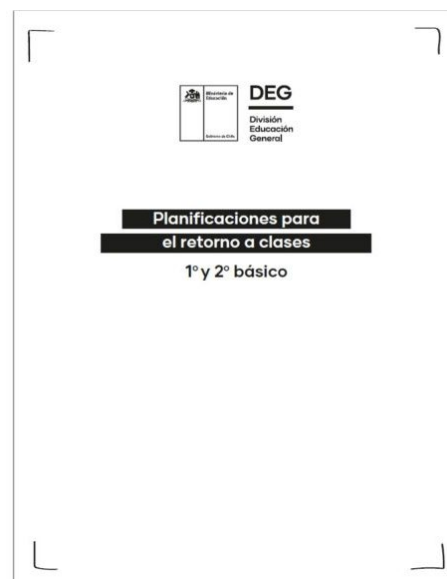 Ministerio de
Educación
Gobierno de Chile
DEG
División
Educación
General
Planificaciones para
el retorno a clases
1° y 2° básico